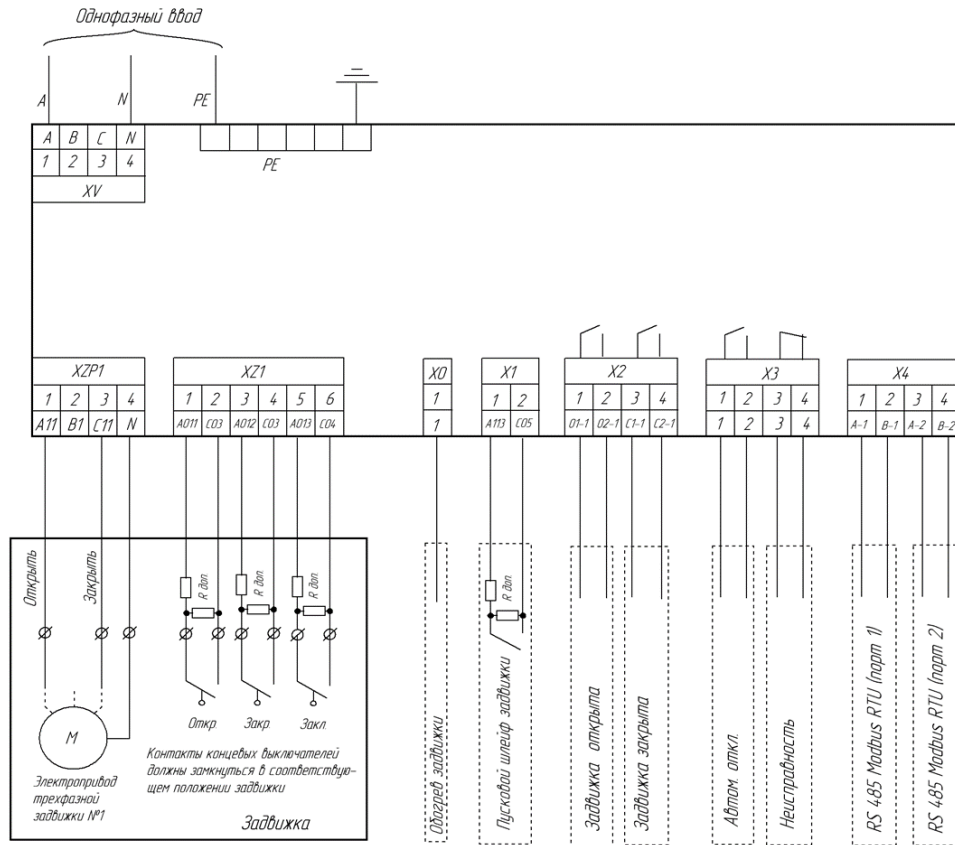 Однофазный ввод
A N PE
A B C N
1 2 3 4
XV
PE
XZP1
1 2 3 4
A11 B1 C11 N
XZ1
1 2 3 4 5 6
A011 C03 A012 C03 A013 C04
X0
1
1
X1
1 2
A113 C05
X2
1 2 3 4
O1-1 O2-1 C1-1 C2-1
X3
1 2 3 4
1 2 3 4
X4
1 2 3 4
A-1 B-1 A-2 B-2
Открыть
Закрыть
R доп.
R доп.
R доп.
Откр.
Закр.
Закл.
M
Электропривод
трехфазной
задвижки №1
Контакты концевых выключателей
должны замкнуться в соответствую-
щем положении задвижки
Задвижка
Обогрев задвижки
R доп.
Пусковой шлейф задвижки
Задвижка открыта
Задвижка закрыта
Автом. откл.
Неисправность
RS 485 Modbus RTU (порт 1)
RS 485 Modbus RTU (порт 2)